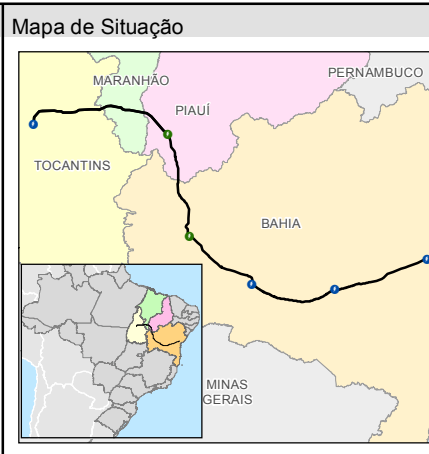 Mapa de Situação
PERNAMBUCO
MARANHÃO
PIAUÍ
TOCANTINS
BAHIA
MINAS
GERAIS